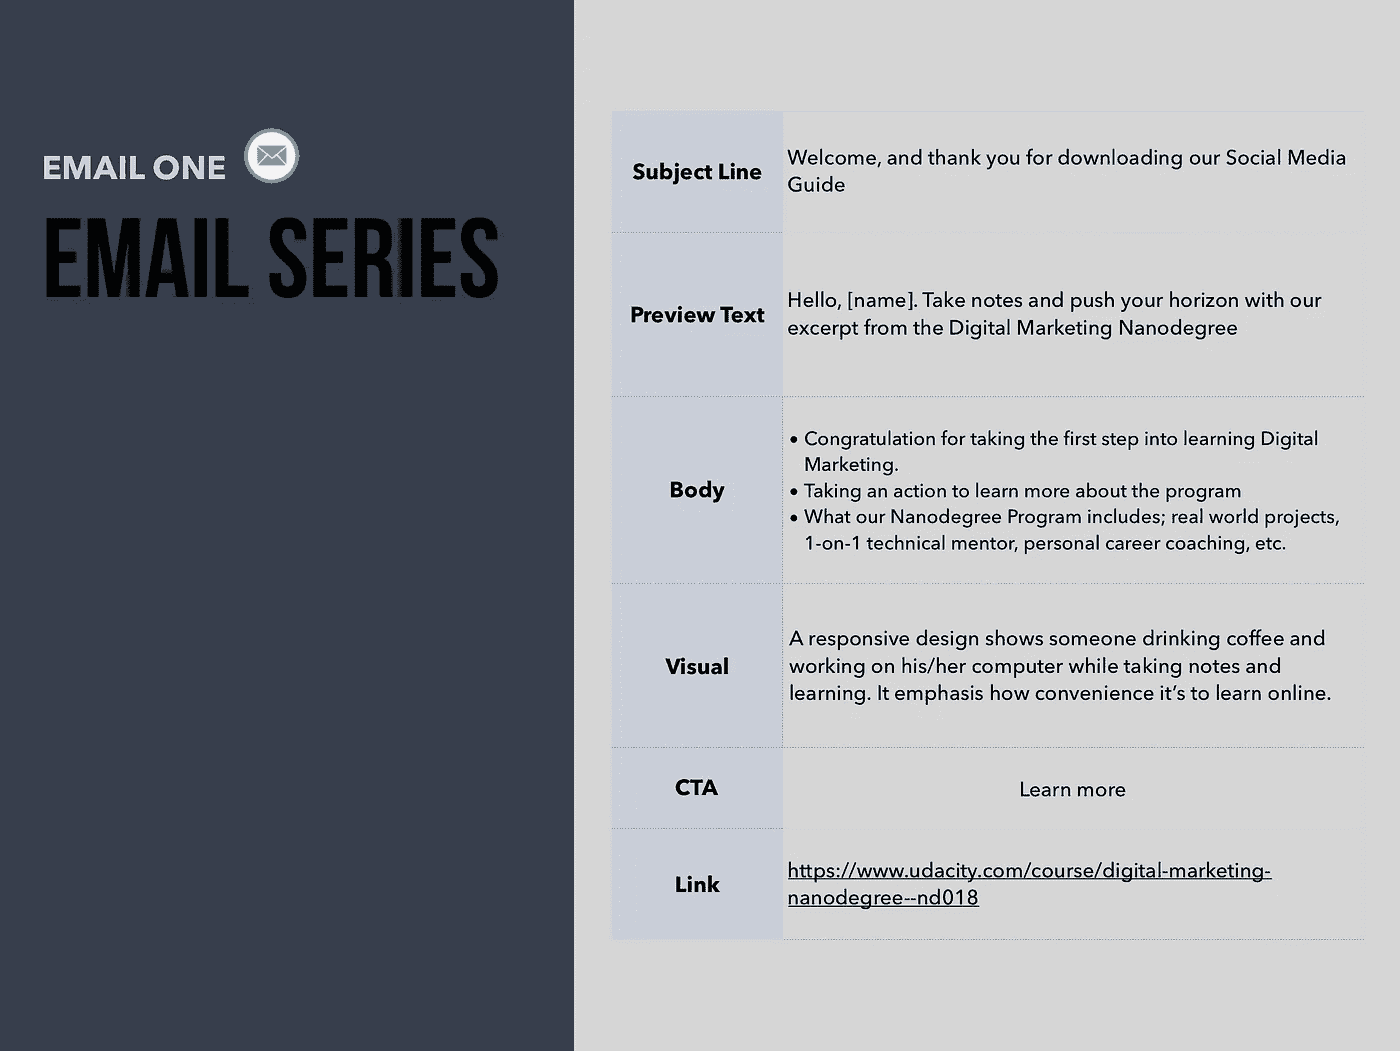 EMAIL ONE
EMAIL SERIES
Subject Line
Welcome, and thank you for downloading our Social Media
Guide
Preview Text
Hello, [name]. Take notes and push your horizon with our
excerpt from the Digital Marketing Nanodegree
Body
• Congratulation for taking the first step into learning Digital
Marketing.
• Taking an action to learn more about the program
• What our Nanodegree Program includes; real world projects,
1-on-1 technical mentor, personal career coaching, etc.
Visual
A responsive design shows someone drinking coffee and
working on his/her computer while taking notes and
learning. It emphasis how convenience it’s to learn online.
CTA
Learn more
Link
https://www.udacity.com/course/digital-marketing-
nanodegree--nd018